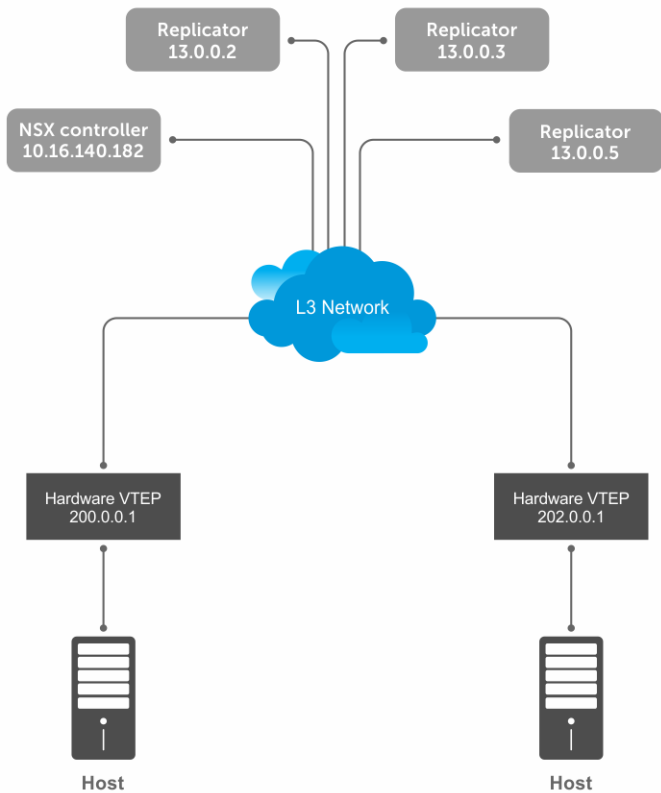 Replicator
13.0.0.2
Replicator
13.0.0.3
NSX controller
10.16.140.182
Replicator
13.0.0.5
L3 Network
Hardware VTEP
200.0.0.1
Hardware VTEP
202.0.0.1
Host
Host